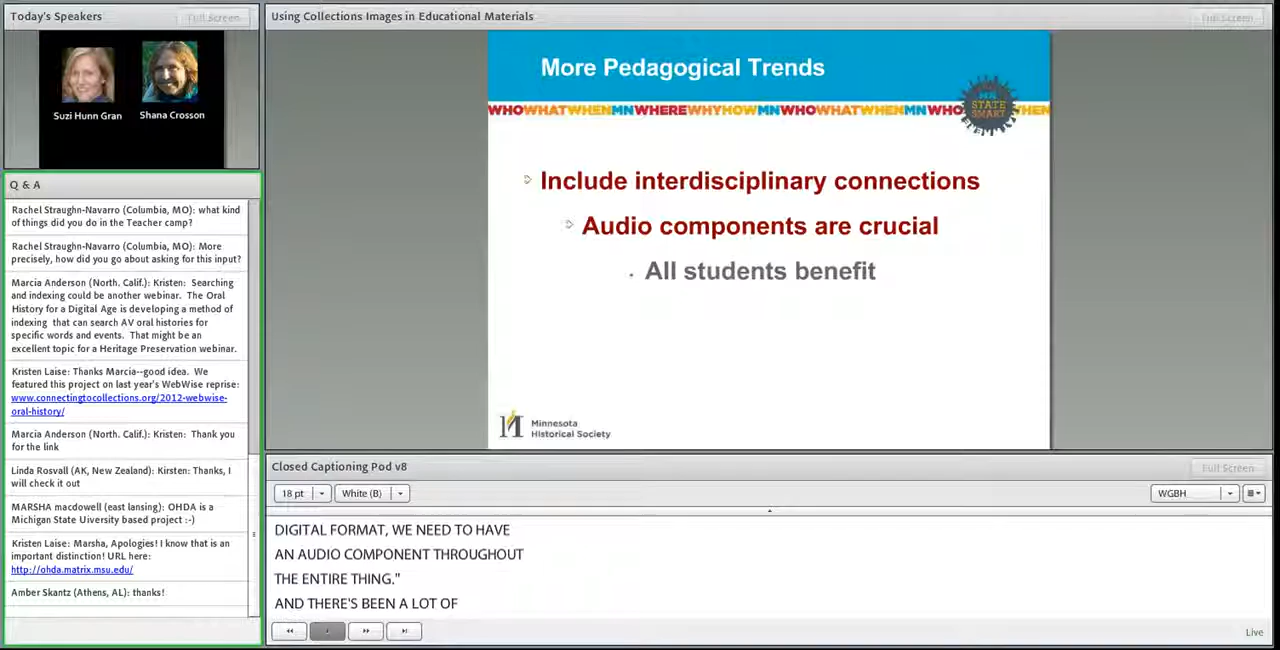 Today's Speakers
Full Screen
Suzi Hunn Gran
Shana Crosson
Q & A
Rachel Straughn-Navarro (Columbia, MO): what kind
of things did you do in the Teacher camp?
Rachel Straughn-Navarro (Columbia, MO): More
precisely, how did you go about asking for this input?
Marcia Anderson (North. Calif.): Kristen: Searching
and indexing could be another webinar. The Oral
History for a Digital Age is developing a method of
indexing that can search AV oral histories for
specific words and events. That might be an
excellent topic for a Heritage Preservation webinar.
Kristen Laise: Thanks Marcia--good idea. We
featured this project on last year's WebWise reprise:
www.connectingtocollections.org/2012-webwise-
oral-history/
Marcia Anderson (North. Calif.): Kristen: Thank you
for the link
Linda Rosvall (AK, New Zealand): Kirsten: Thanks, I
will check it out
MARSHA macdowell (east lansing): OHDA is a
Michigan State Uiversity based project :-)
Kristen Laise: Marsha, Apologies! I know that is an
important distinction! URL here:
http://ohda.matrix.msu.edu/
Amber Skantz (Athens, AL): thanks!
Using Collections Images in Educational Materials
Full Screen
More Pedagogical Trends
WHOWHATWHENMNWHEREWHYHOWMNWHOWHATWHENMNWHO
STATE
SMART
HEN
Include interdisciplinary connections
Audio components are crucial
All students benefit
Minnesota
Historical Society
Closed Captioning Pod v8
Full Screen
18 pt
White (B)
WGBH
DIGITAL FORMAT, WE NEED TO HAVE
AN AUDIO COMPONENT THROUGHOUT
THE ENTIRE THING."
AND THERE'S BEEN A LOT OF
Live